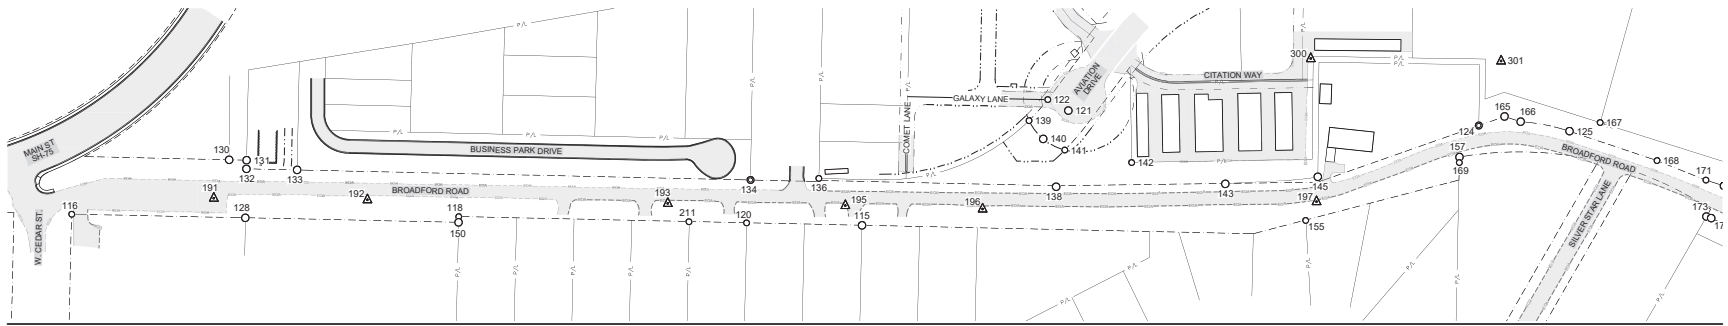 P/L
P/L
300
301
P/L
P/L
CITATION WAY
AVIATION
DRIVE
GALAXY LANE
122
121
165
166
167
124
125
139
140
141
COMET LANE
P/L
P/L
P/L
P/L
MAIN ST
SH-75
130
131
132
133
BUSINESS PARK DRIVE
142
P/L
157
169
BROADFORD ROAD
168
171
134
136
P/L
138
143
145
191
192
BROADFORD ROAD
193
195
196
197
116
128
118
150
211
120
115
155
173
17
W. CEDAR ST.
SILVER STAR LANE
P/L
P/L
P/L
P/L
P/L
P/L
P/L
P/L
P/L
P/L
P/L